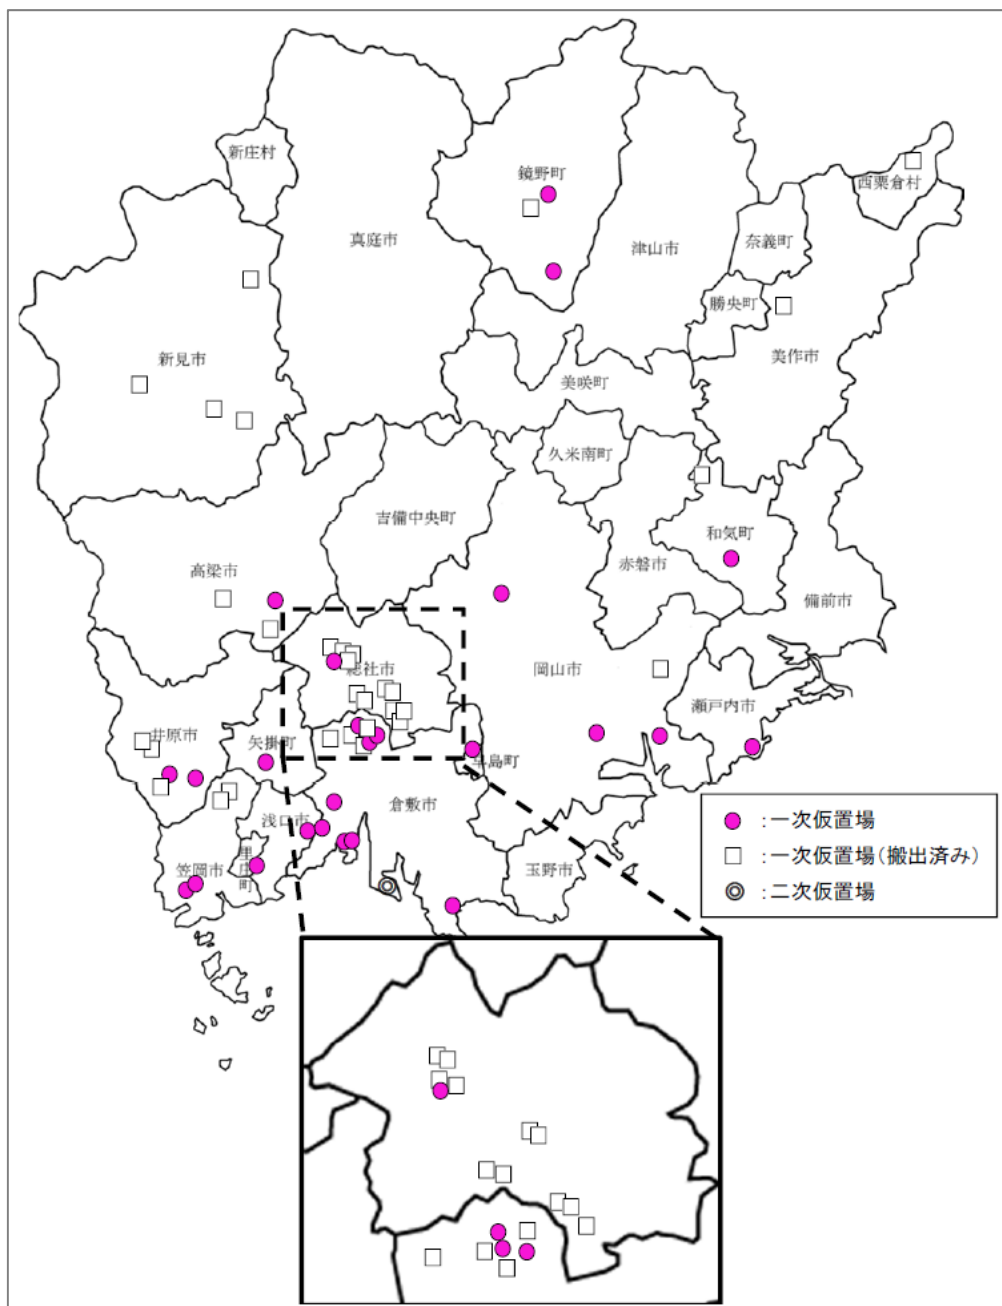 新庄村
鏡野町
西粟倉村
真庭市
津山市
奈義町
勝央町
新見市
美作市
美咲町
久米南町
吉備中央町
和気町
高梁市
赤磐市
備前市
総社市
岡山市
瀬戸内市
井原市
矢掛町
早島町
倉敷市
浅口市
里庄町
笠岡市
玉野市
:一次仮置場
:一次仮置場(搬出済み)
:二次仮置場